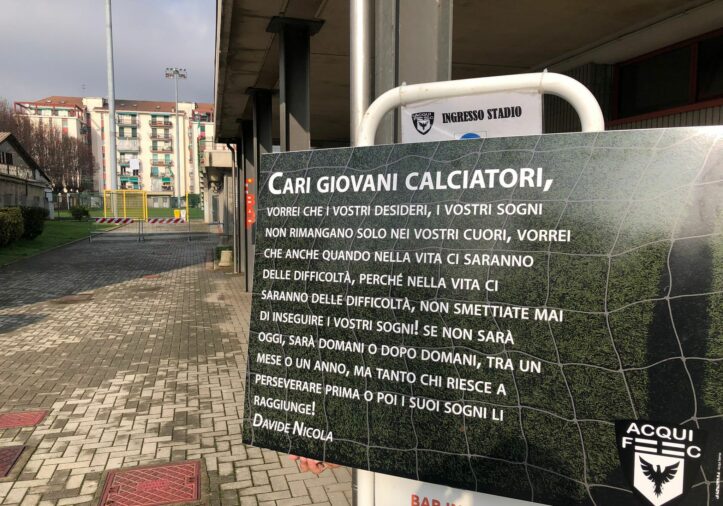 INGRESSO STADIO
CARI GIOVANI CALCIATORI,
VORREI CHE I VOSTRI DESIDERI, I VOSTRI SOGNI
NON RIMANGANO SOLO NEI VOSTRI CUORI, VORREI
CHE ANCHE QUANDO NELLA VITA CI SARANNO
DELLE DIFFICOLTÀ, PERCHÉ NELLA VITA CI
SARANNO DELLE DIFFICOLTÀ, NON SMETTIATE MAI
DI INSEGUIRE I VOSTRI SOGNI! SE NON SARÀ
OGGI, SARÀ DOMANI O DOPO DOMANI, TRA UN
MESE O UN ANNO, MA TANTO CHI RIESCE A
PERSEVERARE PRIMA O POI I SUOI SOGNI LI
RAGGIUNGE!
DAVIDE NICOLA
ACQUI
F C
BAR